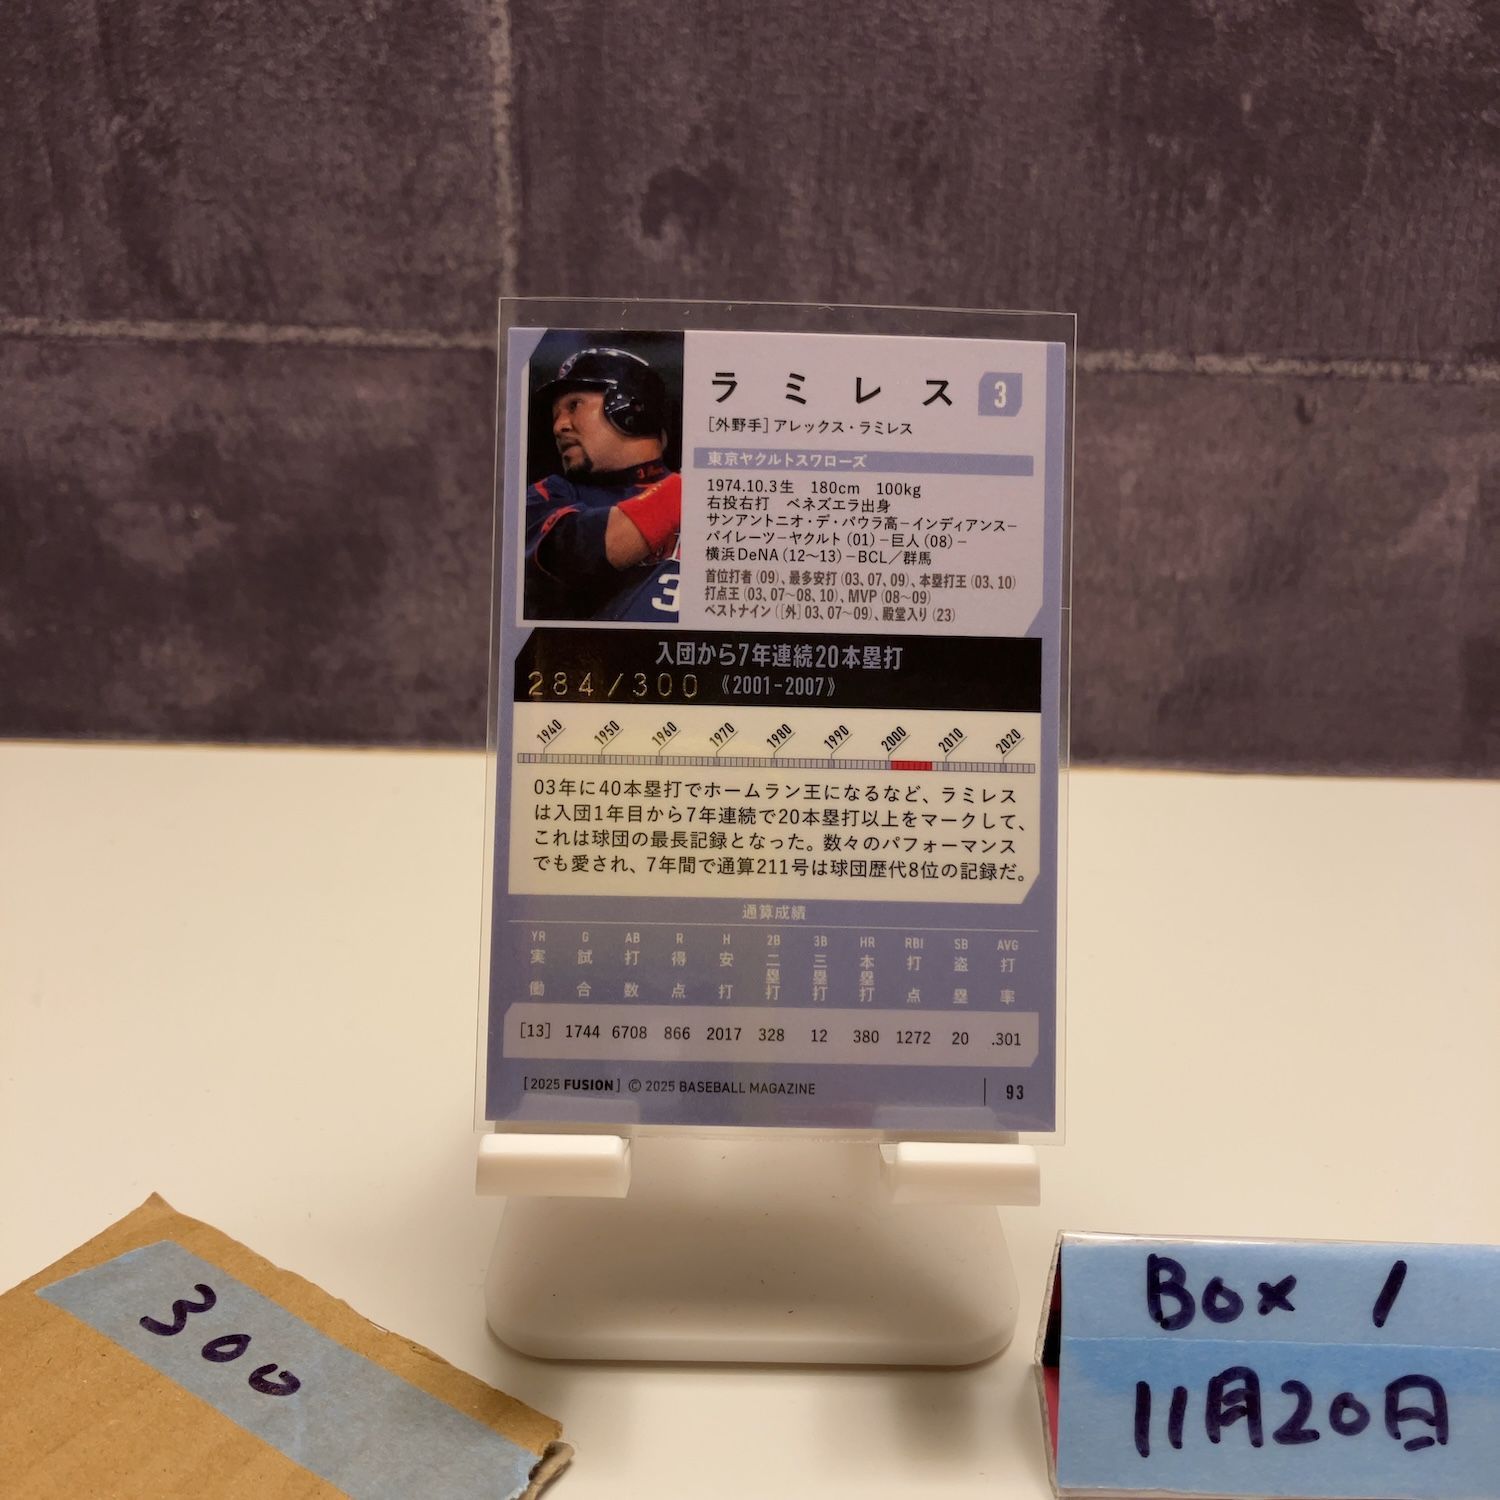 ラミレス 3
[外野手]アレックス・ラミレス
東京ヤクルトスワローズ
1974.10.3生 180cm 100kg
右投右打 ベネズエラ出身
サンアントニオ・デ・パウラ高−インディアンス−
パイレーツ−ヤクルト(01)−巨人(08)−
横浜DeNA(12〜13)−BCL／群馬
首位打者(09)、最多安打(03、07、09)、本塁打王(03、10)
打点王(03、07〜08、10)、MVP(08〜09)
ベストナイン([外]03、07〜09)、殿堂入り(23)
3
入団から7年連続20本塁打
284/300 《2001-2007》
1940 1950 1960 1970 1980 1990 2000 2010 2020
03年に40本塁打でホームラン王になるなど、ラミレス
は入団1年目から7年連続で20本塁打以上をマークして、
これは球団の最長記録となった。数々のパフォーマンス
でも愛され、7年間で通算211号は球団歴代8位の記録だ。
通算成績
YR G AB R H 2B 3B HR RBI SB AVG
実働 試合 打数 得点 安打 二塁打 三塁打 本塁打 打点 盗塁 打率
[13] 1744 6708 866 2017 328 12 380 1272 20 .301
[2025 FUSION] © 2025 BASEBALL MAGAZINE 93
300
Box 1
11月20日